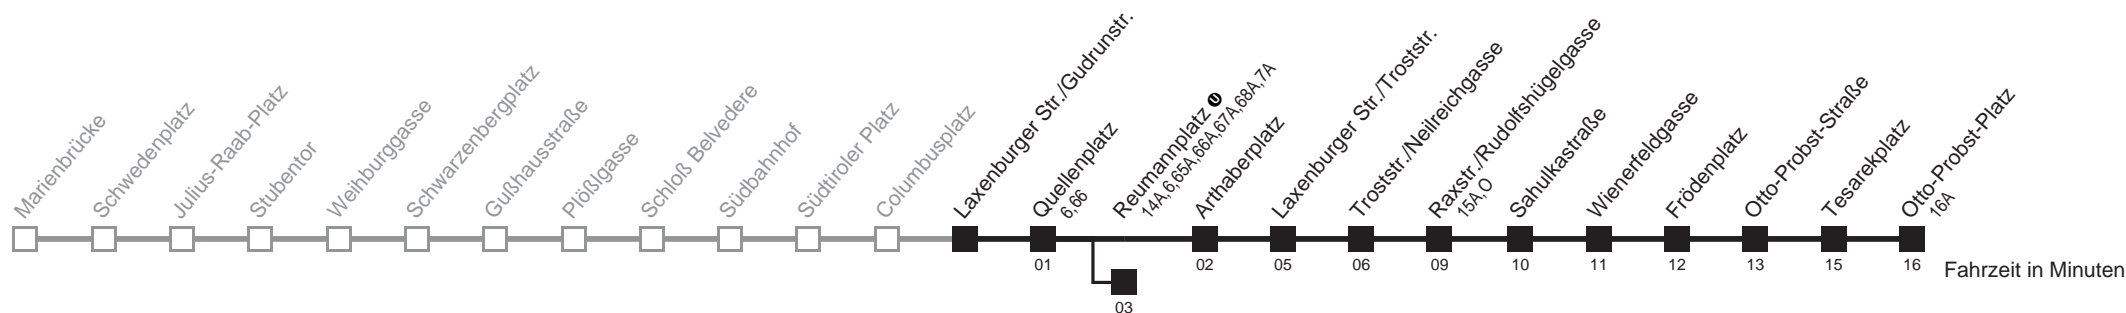 Marienbrücke
Schwedenplatz
Julius-Raab-Platz
Stubentor
Weihburggasse
Schwarzenbergplatz
Gußhausstraße
Plößlgasse
Schloß Belvedere
Südbahnhof
Südtiroler Platz
Columbusplatz
Laxenburger Str./Gudrunstr.
Quellenplatz
6,66
Reumannplatz U
14A,6,65A,66A,67A,68A,7A
Arthaberplatz
Laxenburger Str./Troststr.
Troststr./Neilreichgasse
Raxstr./Rudolfshügelgasse
15A,O
Sahulkastraße
Wienerfeldgasse
Frödenplatz
Otto-Probst-Straße
Tesarekplatz
Otto-Probst-Platz
16A
01 02 05 06 09 10 11 12 13 15 16 Fahrzeit in Minuten
03